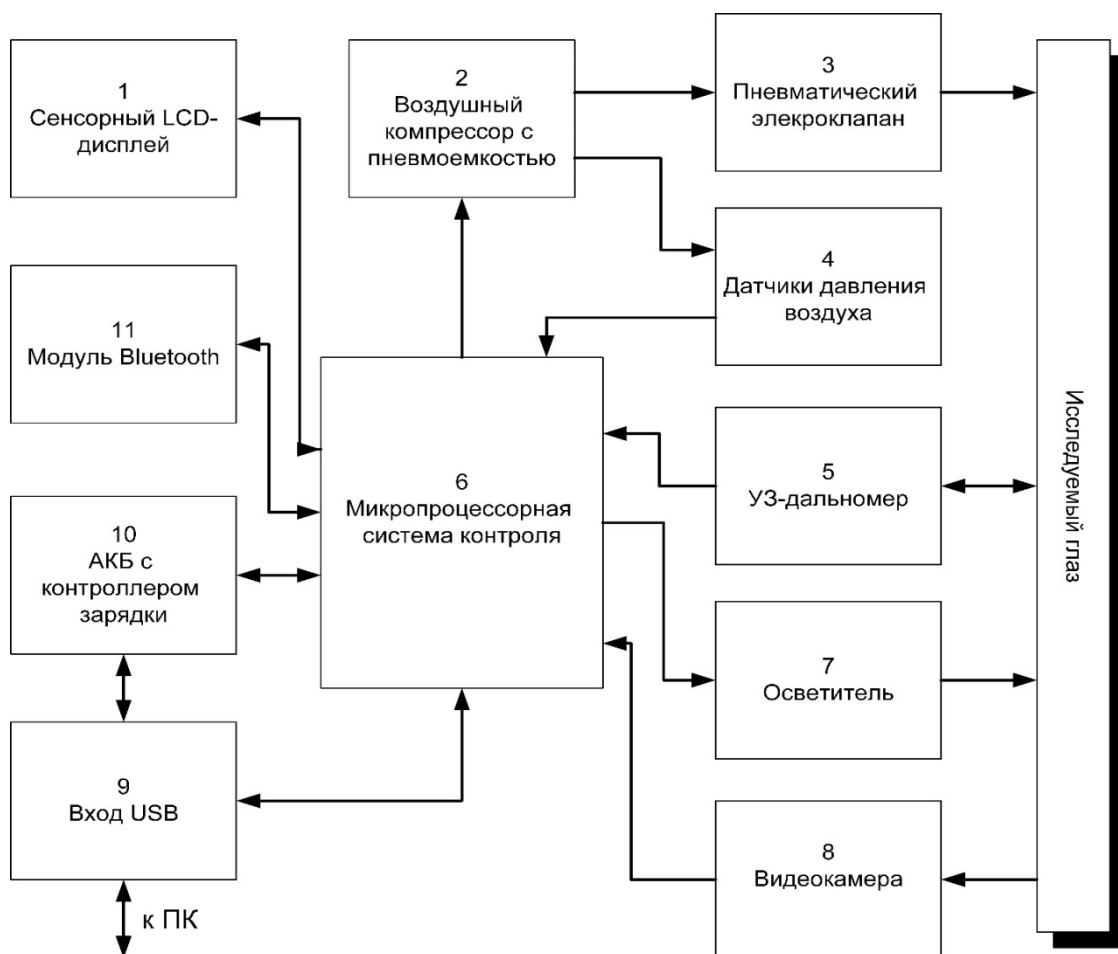 1
Сенсорный LCD-
дисплей
2
Воздушный
компрессор с
пневмоемкостью
3
Пневматический
элекроклапан
4
Датчики давления
воздуха
11
Модуль Bluetooth
6
Микропроцессорная
система контроля
5
УЗ-дальномер
Исследуемый глаз
10
АКБ с
контроллером
зарядки
7
Осветитель
9
Вход USB
8
Видеокамера
к ПК